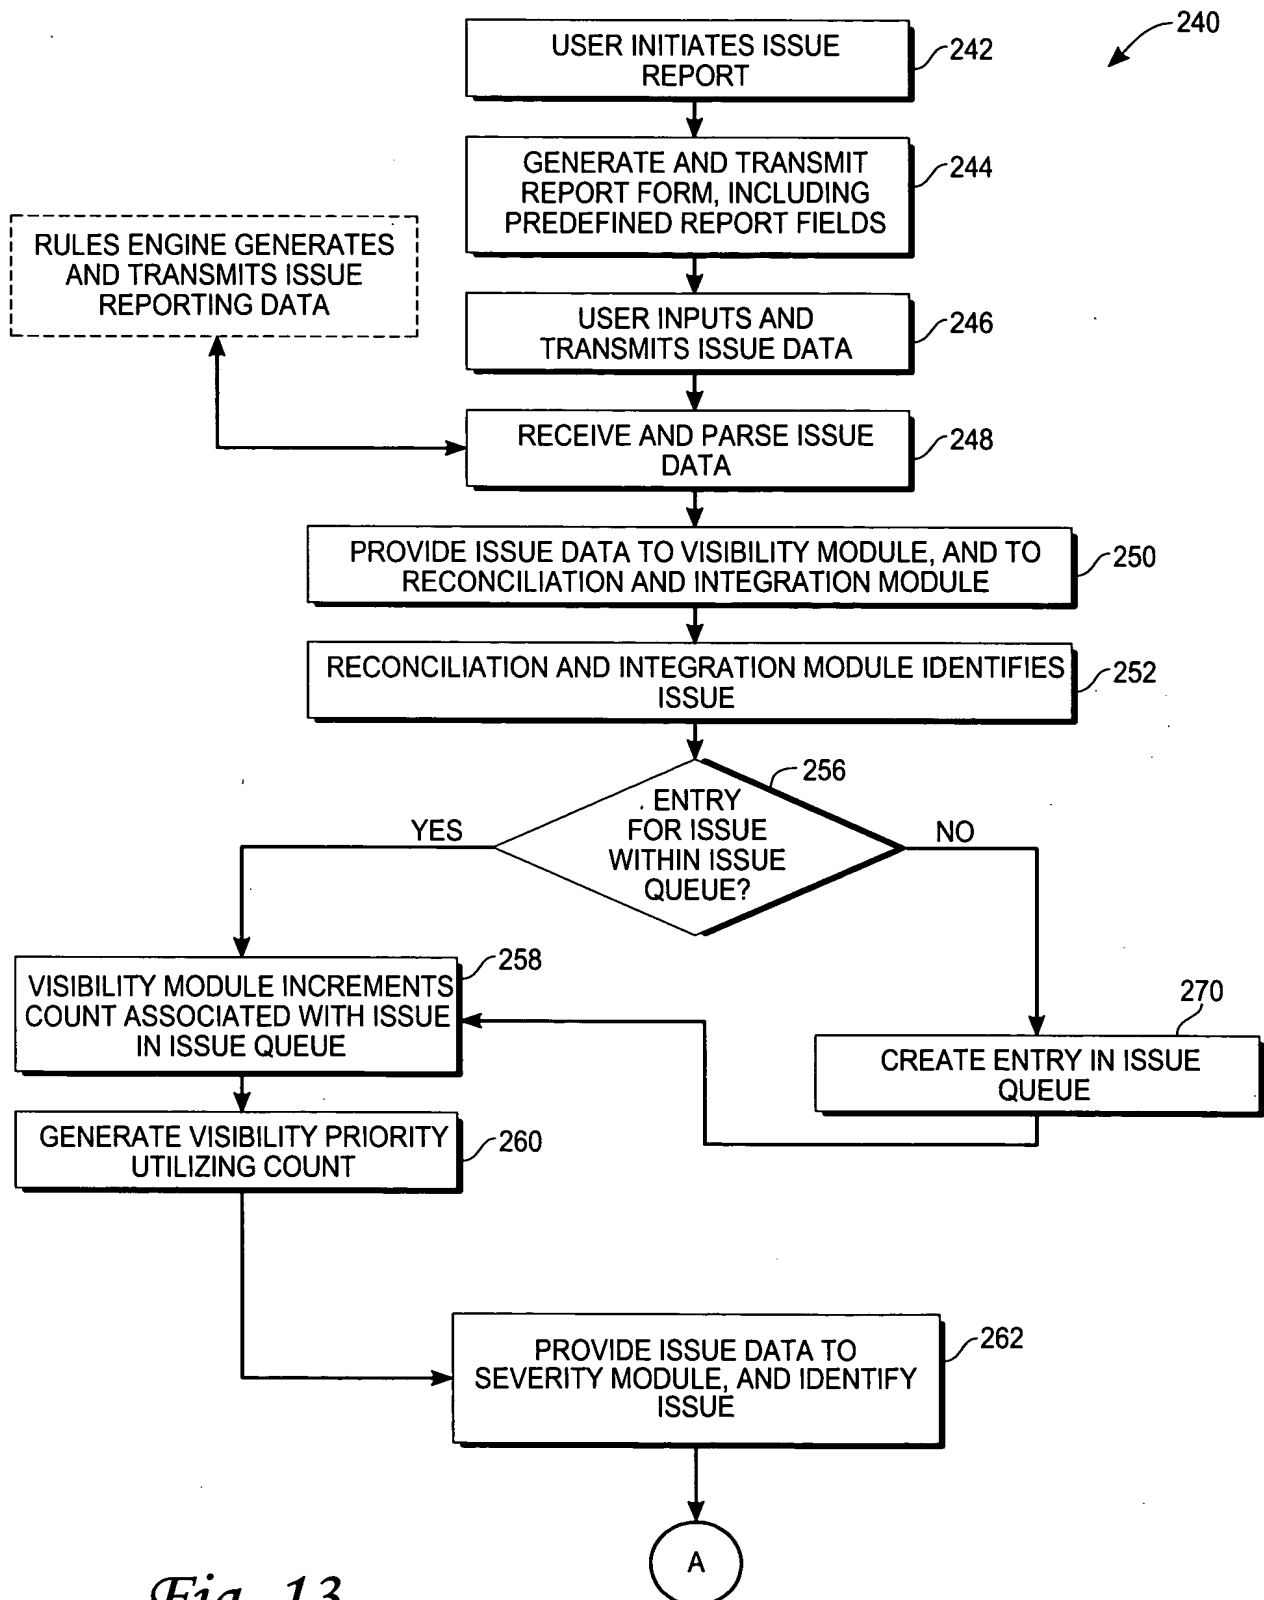 240
USER INITIATES ISSUE
REPORT
242
GENERATE AND TRANSMIT
REPORT FORM, INCLUDING
PREDEFINED REPORT FIELDS
244
RULES ENGINE GENERATES
AND TRANSMITS ISSUE
REPORTING DATA
USER INPUTS AND
TRANSMITS ISSUE DATA
246
RECEIVE AND PARSE ISSUE
DATA
248
PROVIDE ISSUE DATA TO VISIBILITY MODULE, AND TO
RECONCILIATION AND INTEGRATION MODULE
250
RECONCILIATION AND INTEGRATION MODULE IDENTIFIES
ISSUE
252
256
ENTRY
FOR ISSUE
WITHIN ISSUE
QUEUE?
YES
NO
258
VISIBILITY MODULE INCREMENTS
COUNT ASSOCIATED WITH ISSUE
IN ISSUE QUEUE
270
CREATE ENTRY IN ISSUE
QUEUE
GENERATE VISIBILITY PRIORITY
UTILIZING COUNT
260
PROVIDE ISSUE DATA TO
SEVERITY MODULE, AND IDENTIFY
ISSUE
262
A
Fig. 13